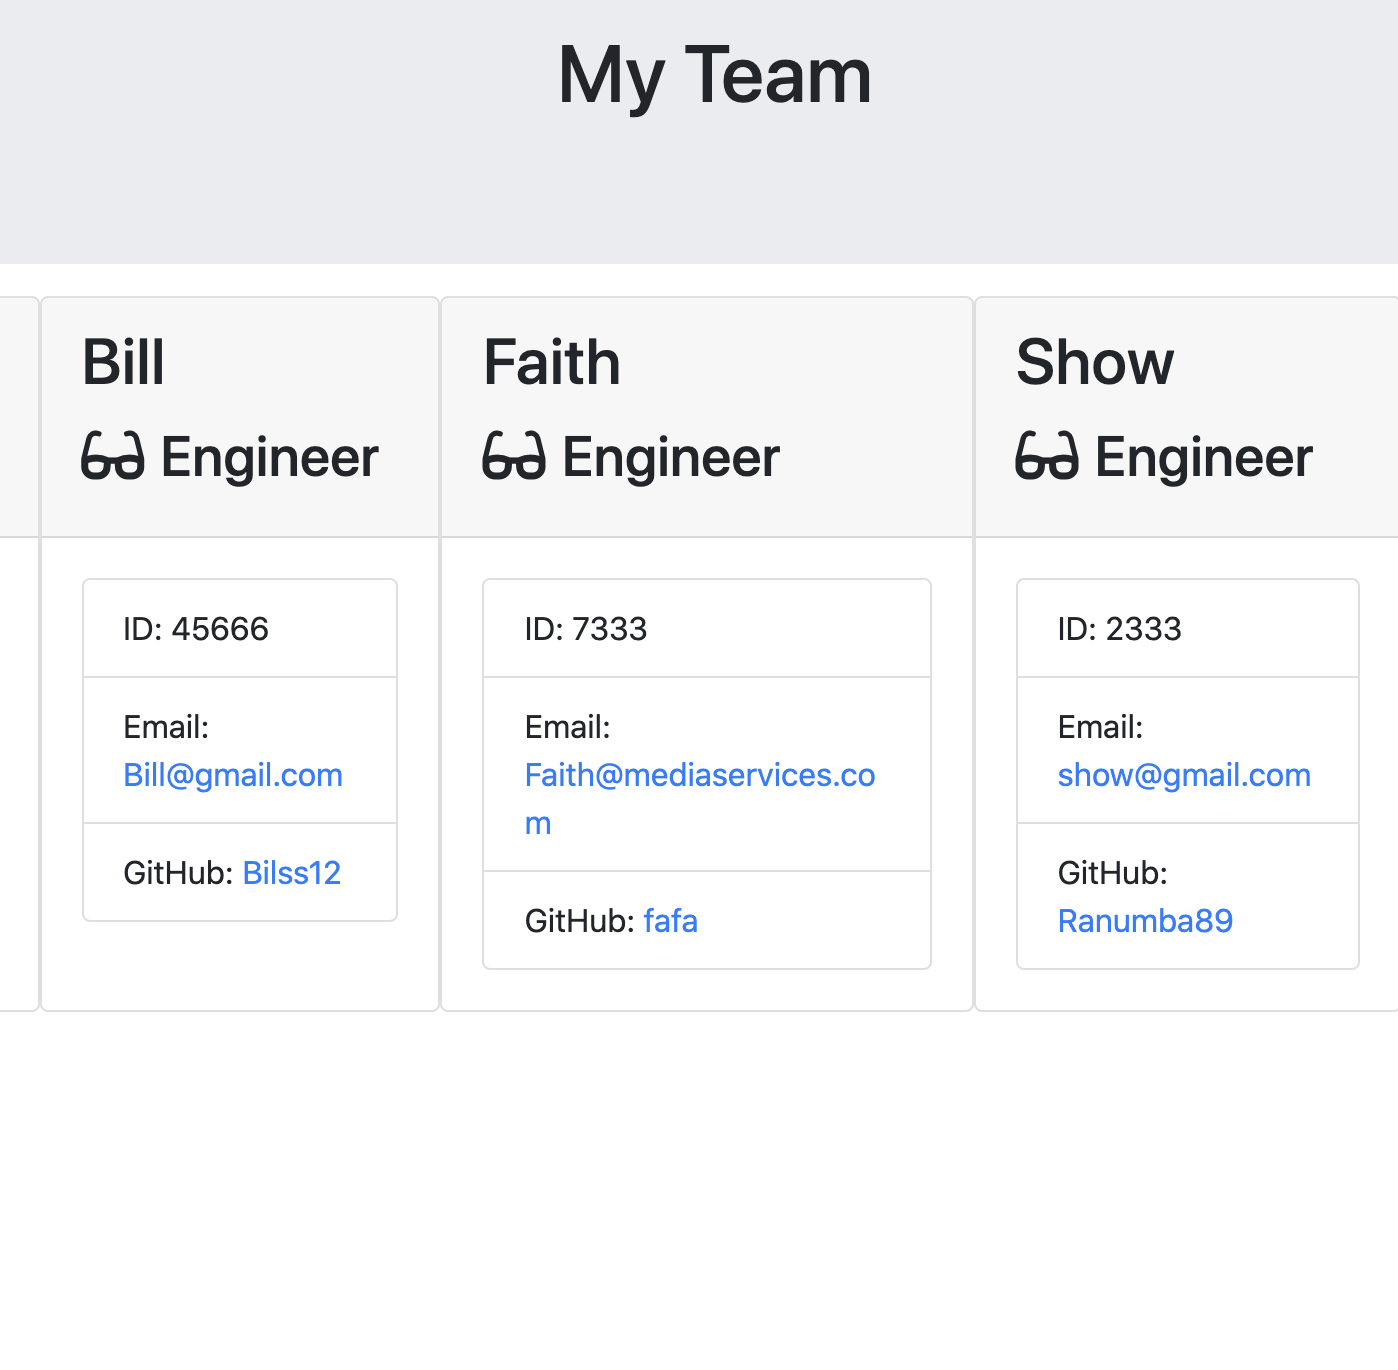 My Team
Bill
Engineer
ID: 45666
Email:
Bill@gmail.com
GitHub: Bilss12
Faith
Engineer
ID: 7333
Email:
Faith@mediaservices.co
m
GitHub: fafa
Show
Engineer
ID: 2333
Email:
show@gmail.com
GitHub:
Ranumba89